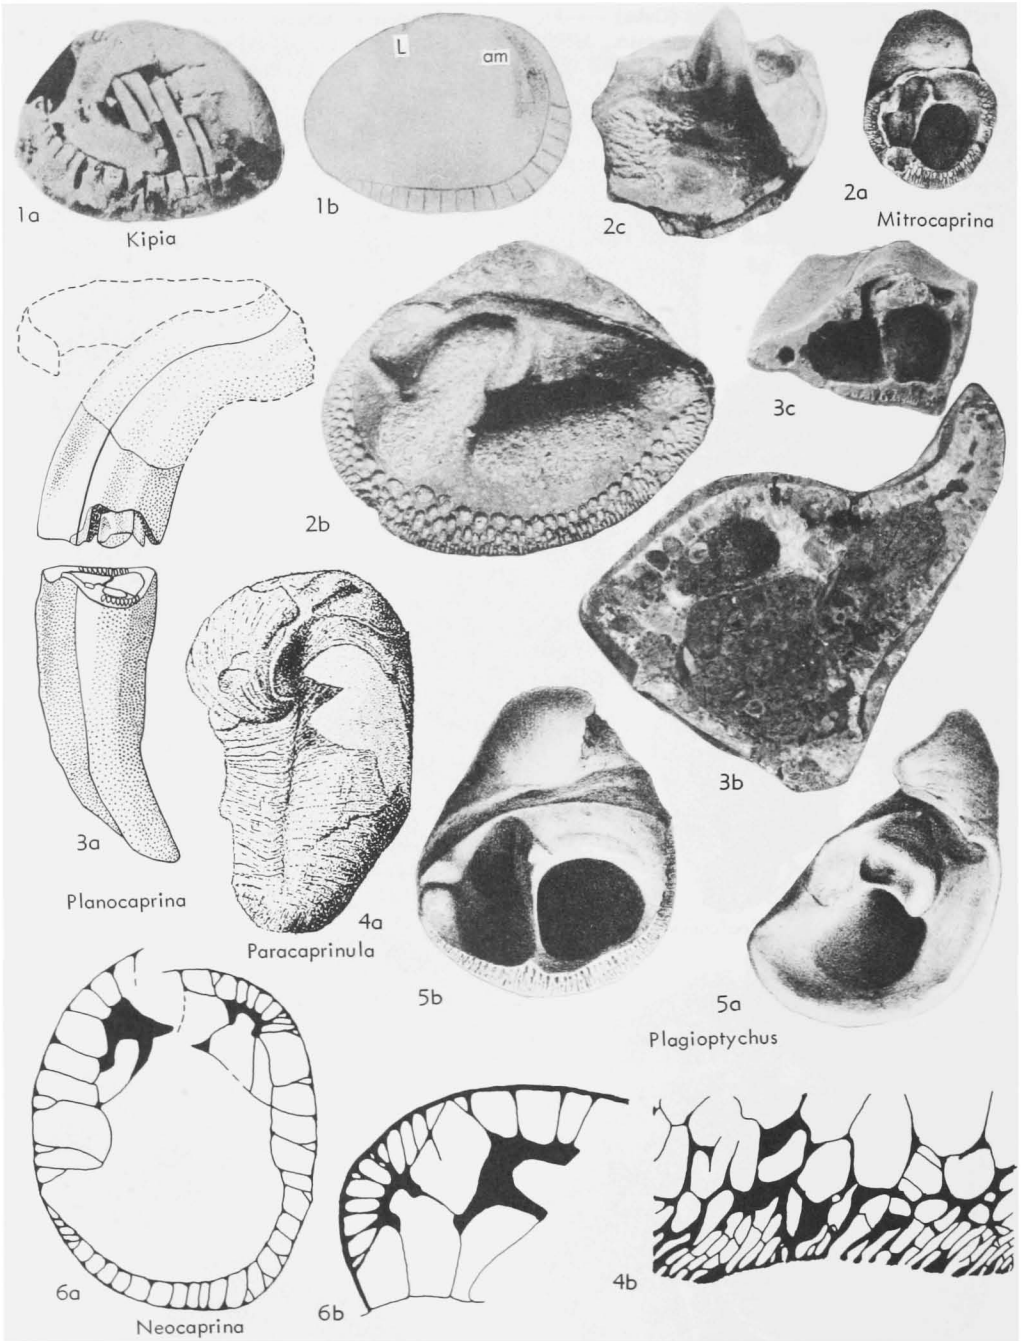 L
am
1a
1b
Kipia
2c
2a
Mitrocaprina
3c
2b
3b
3a
Planocaprina
4a
Paracaprinula
5b
5a
Plagioptychus
6a
6b
4b
Neocaprina